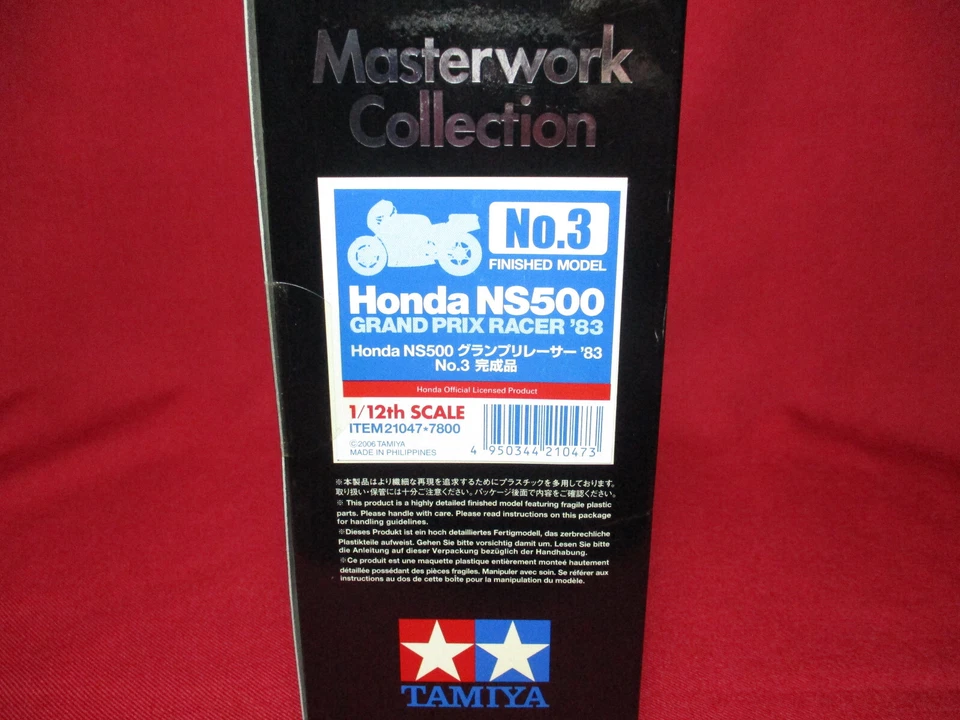 Masterwork
Collection
No.3
FINISHED MODEL
Honda NS500
GRAND PRIX RACER '83
Honda NS500 グランプリレーサー '83
No.3 完成品
Honda Official Licensed Product
1/12th SCALE
ITEM21047★7800
©2006 TAMIYA
MADE IN PHILIPPINES
4 950344 210473
※本製品はより繊細な再現を追求するためにプラスチックを多用しております。
取り扱い・保管には十分ご注意ください。パッケージ後面で内容をご確認ください。
※ This product is a highly detailed finished model featuring fragile plastic
parts. Please handle with care. Please read instructions on this package
for handling guidelines.
※Dieses Produkt ist ein hoch detailliertes Fertigmodell, das zerbrechliche
Plastikteile aufweist. Gehen Sie bitte vorsichtig damit um. Lesen Sie bitte
die Anleitung auf dieser Verpackung bezüglich der Handhabung.
※Ce produit est une maquette plastique entièrement monteé hautement
détaillée possédant des pièces fragiles. Manipuler avec soin. Se référer aux
instructions au dos de cette boîte pour la manipulation du modèle.
TAMIYA